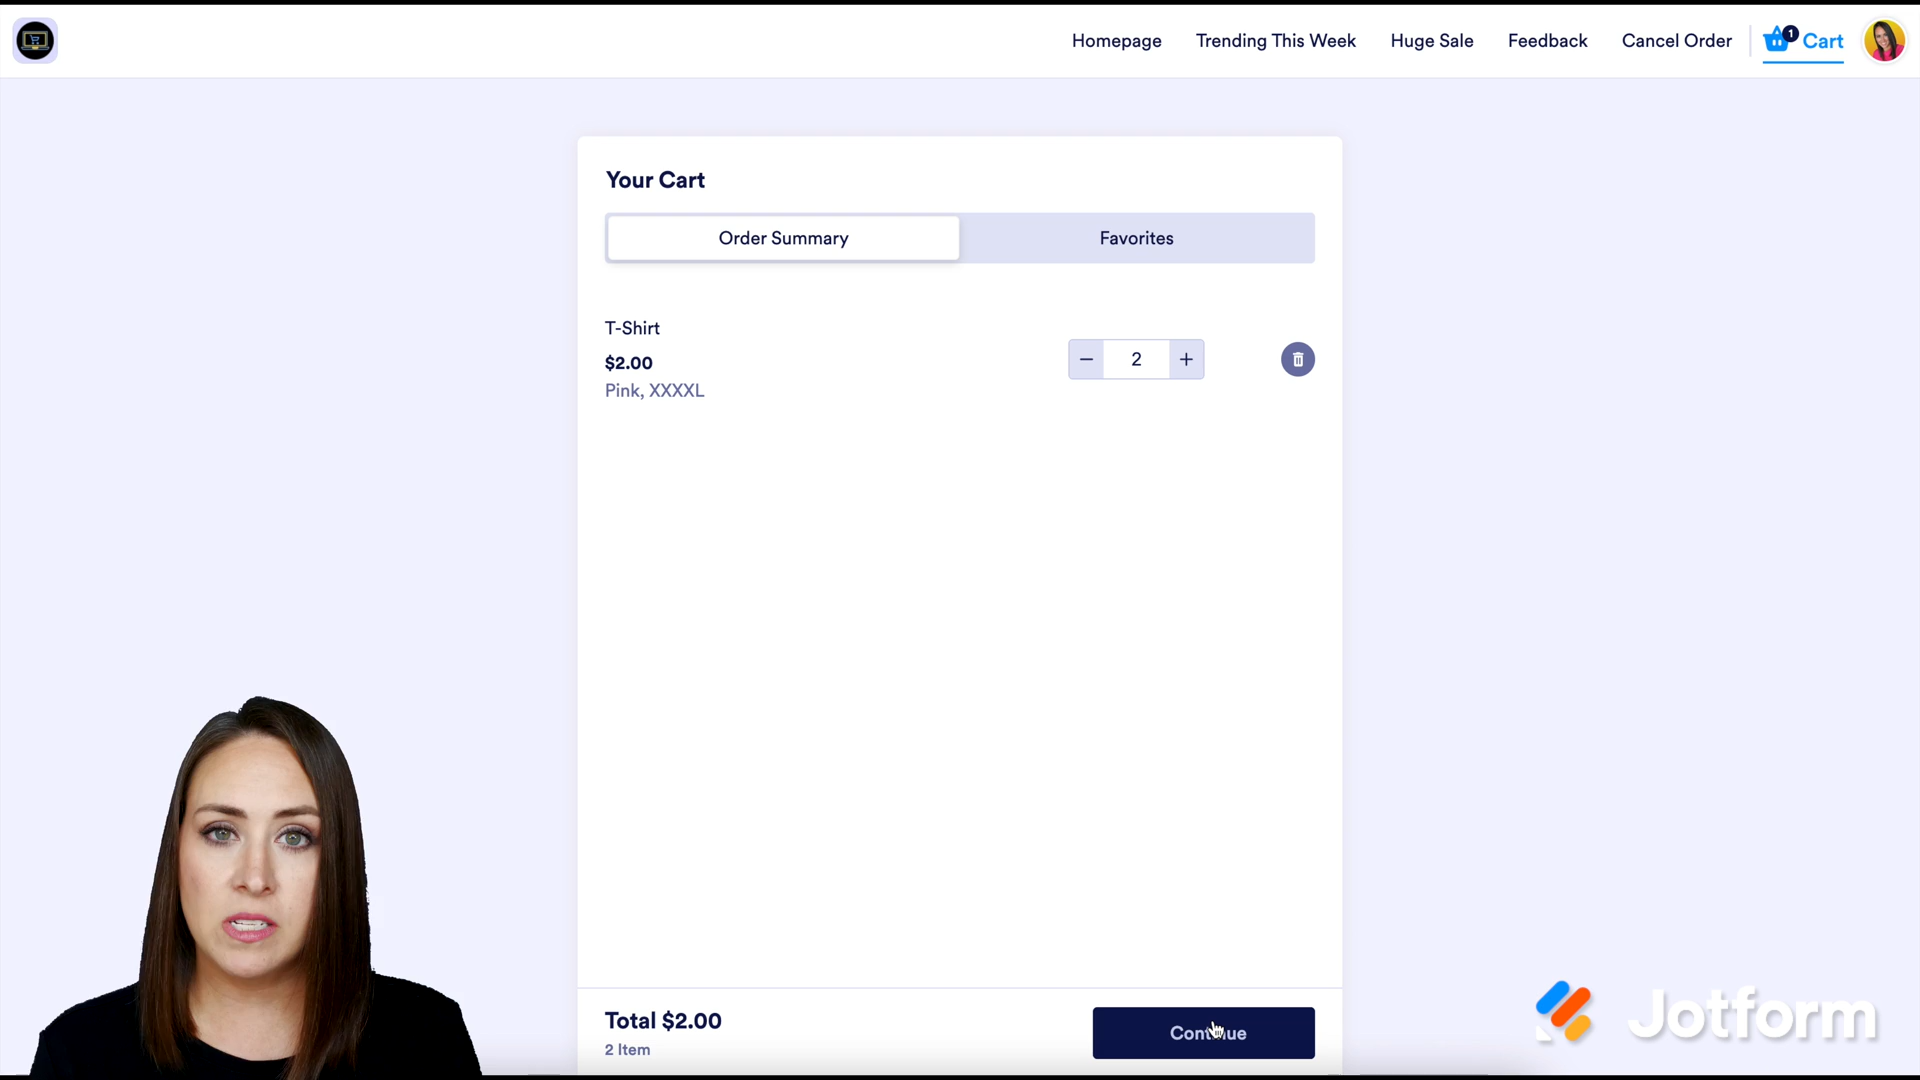 Homepage Trending This Week Huge Sale Feedback Cancel Order 1 Cart
Your Cart
Order Summary Favorites
T-Shirt
$2.00
Pink, XXXXL
− 2 +
Total $2.00
2 Item
Continue
Jotform